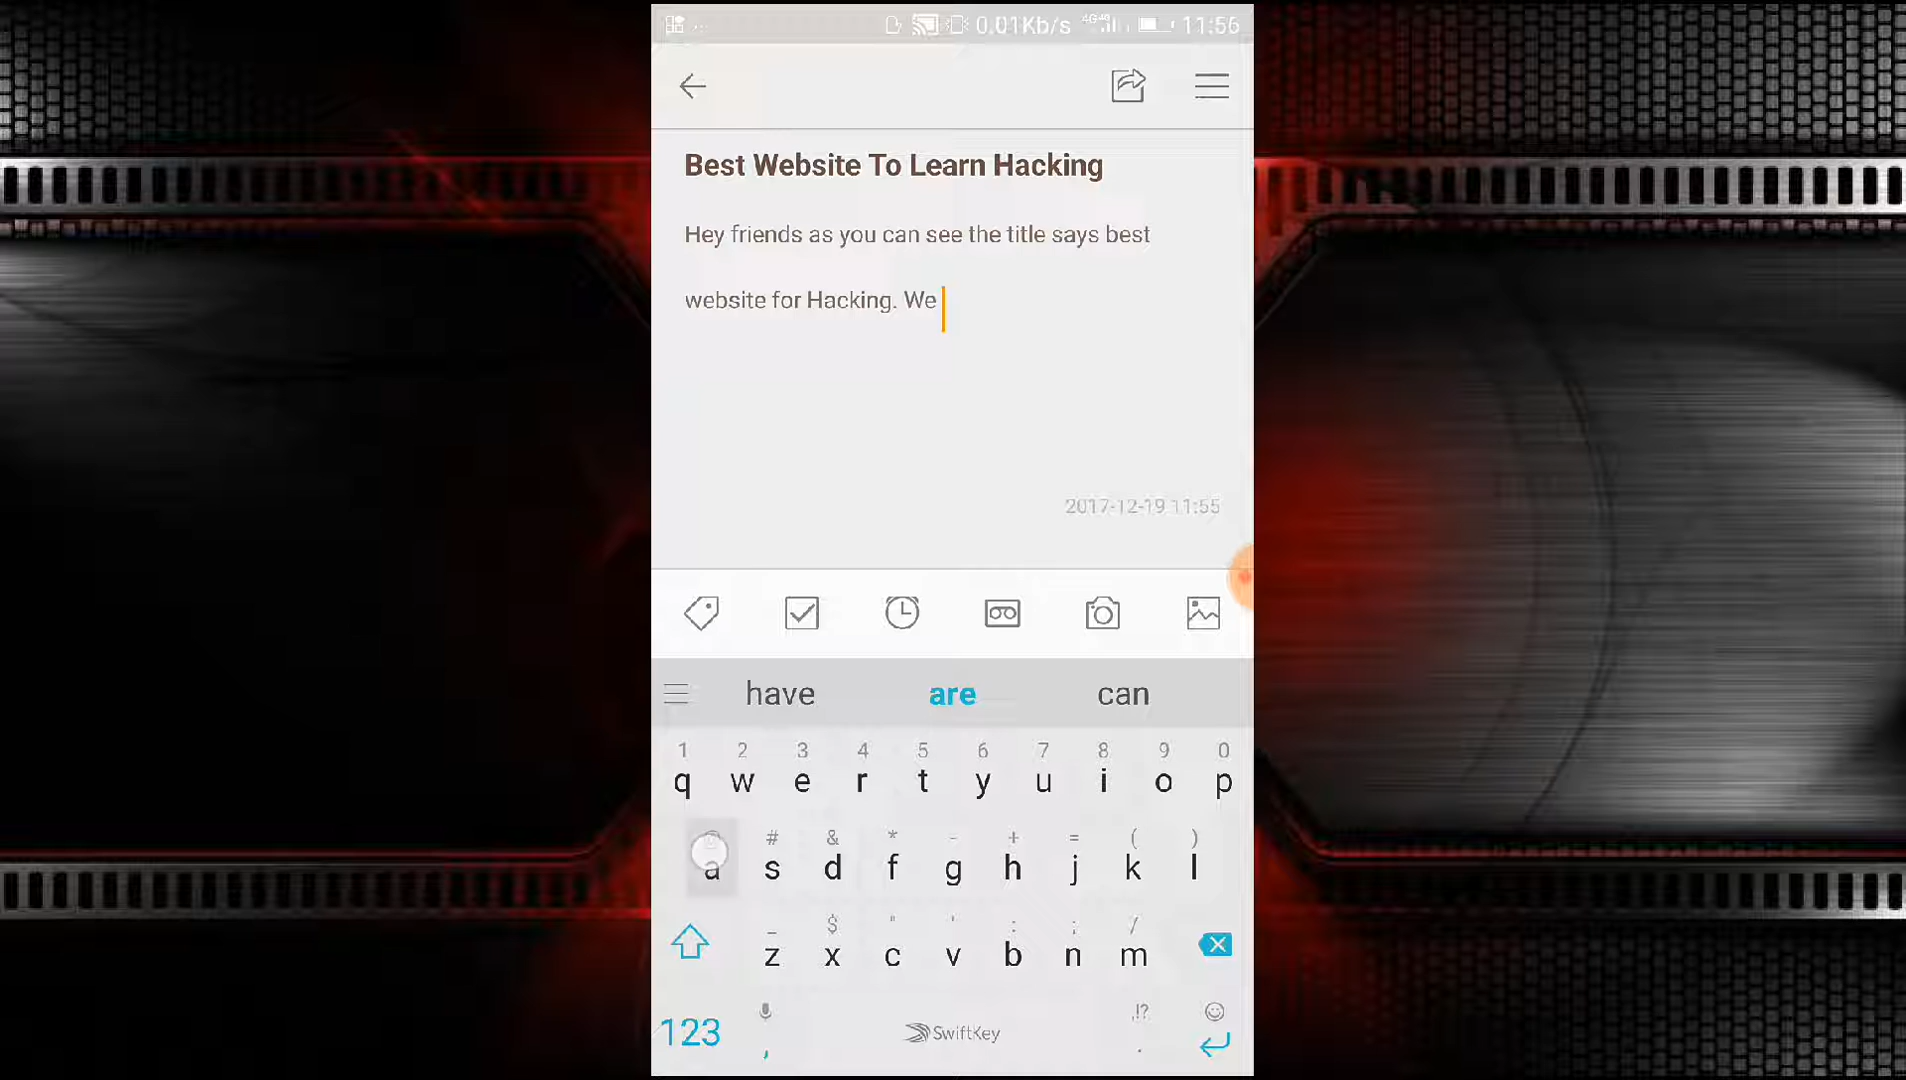 0.01Kb/s 4G 11:56
Best Website To Learn Hacking
Hey friends as you can see the title says best
website for Hacking. We
2017-12-19 11:55
have are can
1 2 3 4 5 6 7 8 9 0
q w e r t y u i o p
# & * - + = ( )
a s d f g h j k l
_ $ " ' : ; /
z x c v b n m
,!?
123 , SwiftKey .